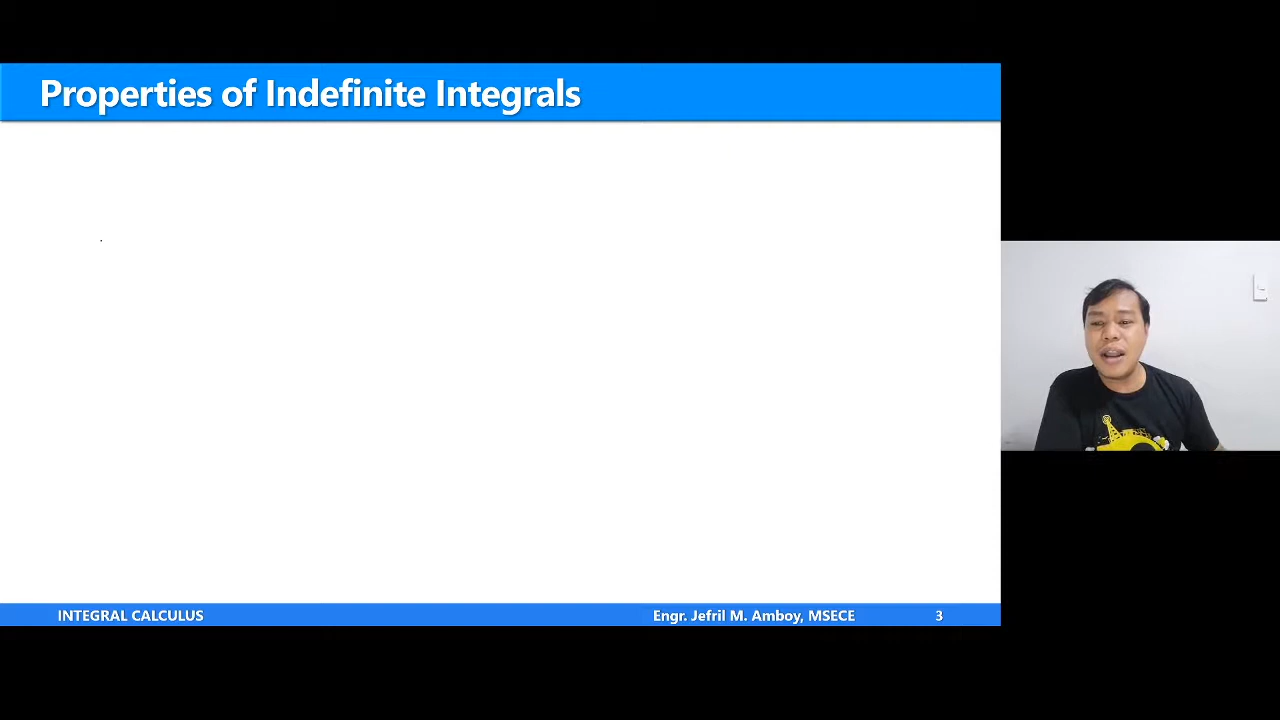 Properties of Indefinite Integrals
INTEGRAL CALCULUS
Engr. Jefril M. Amboy, MSECE
3